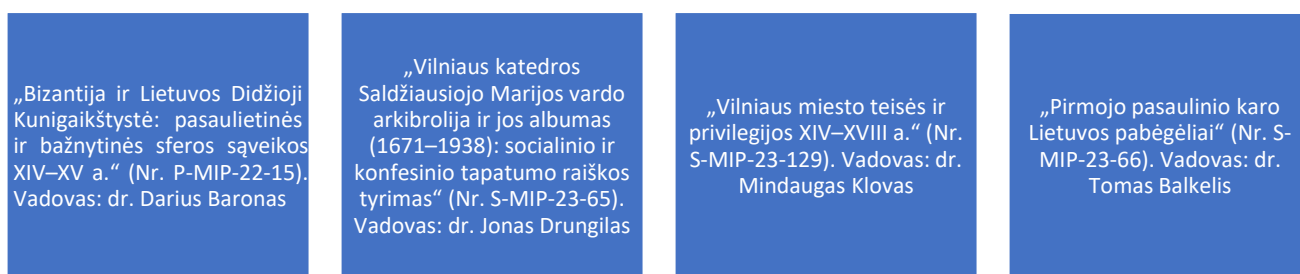 „Bizantija ir Lietuvos Didžioji
Kunigaikštystė: pasaulietinės
ir bažnytinės sferos sąveikos
XIV–XV a.“ (Nr. P-MIP-22-15).
Vadovas: dr. Darius Baronas
„Vilniaus katedros
Saldžiausiojo Marijos vardo
arkibrolija ir jos albumas
(1671–1938): socialinio ir
konfesinio tapatumo raiškos
tyrimas“ (Nr. S-MIP-23-65).
Vadovas: dr. Jonas Drungilas
„Vilniaus miesto teisės ir
privilegijos XIV–XVIII a.“ (Nr.
S-MIP-23-129). Vadovas: dr.
Mindaugas Klovas
„Pirmojo pasaulinio karo
Lietuvos pabėgėliai“ (Nr. S-
MIP-23-66). Vadovas: dr.
Tomas Balkelis